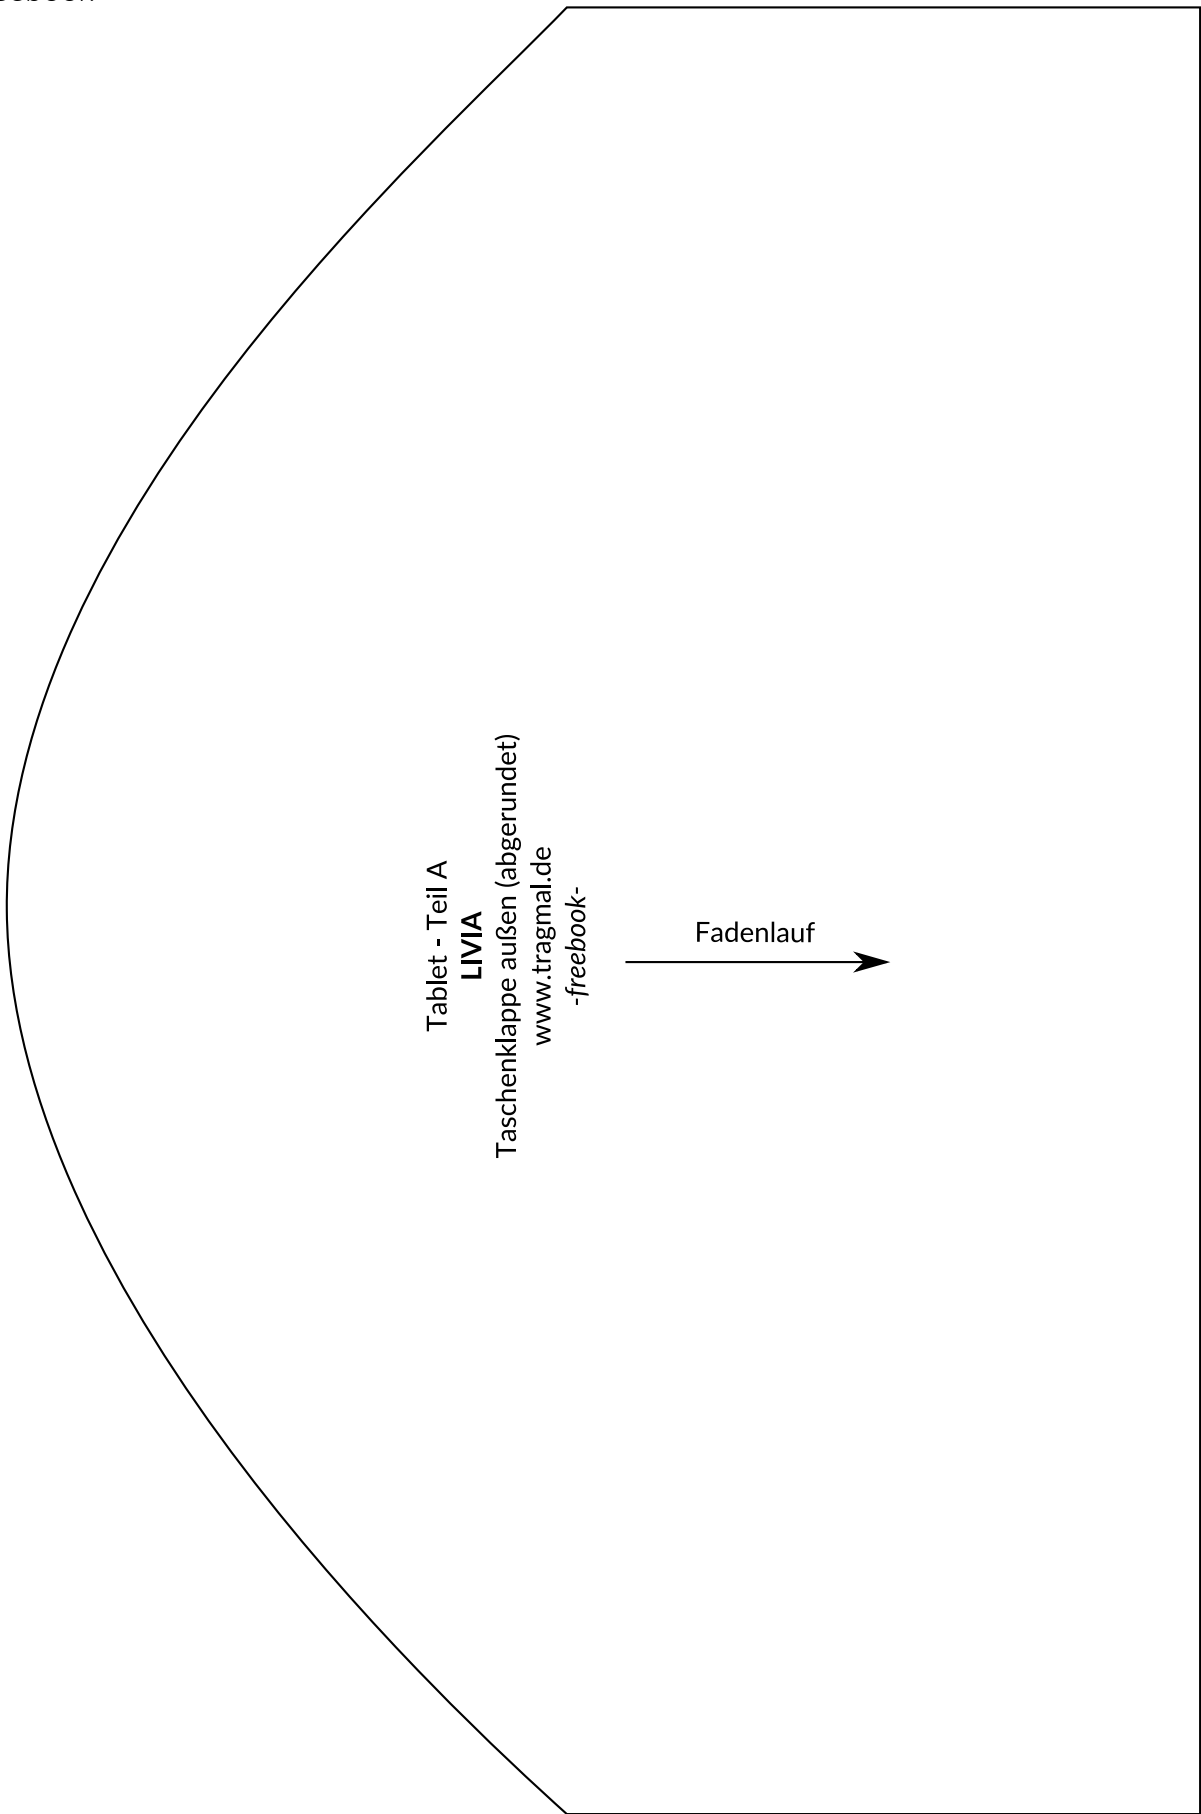 Tablet - Teil A
LIVIA
Taschenklappe außen (abgerundet)
www.tragmal.de
-freebook-
Fadenlauf